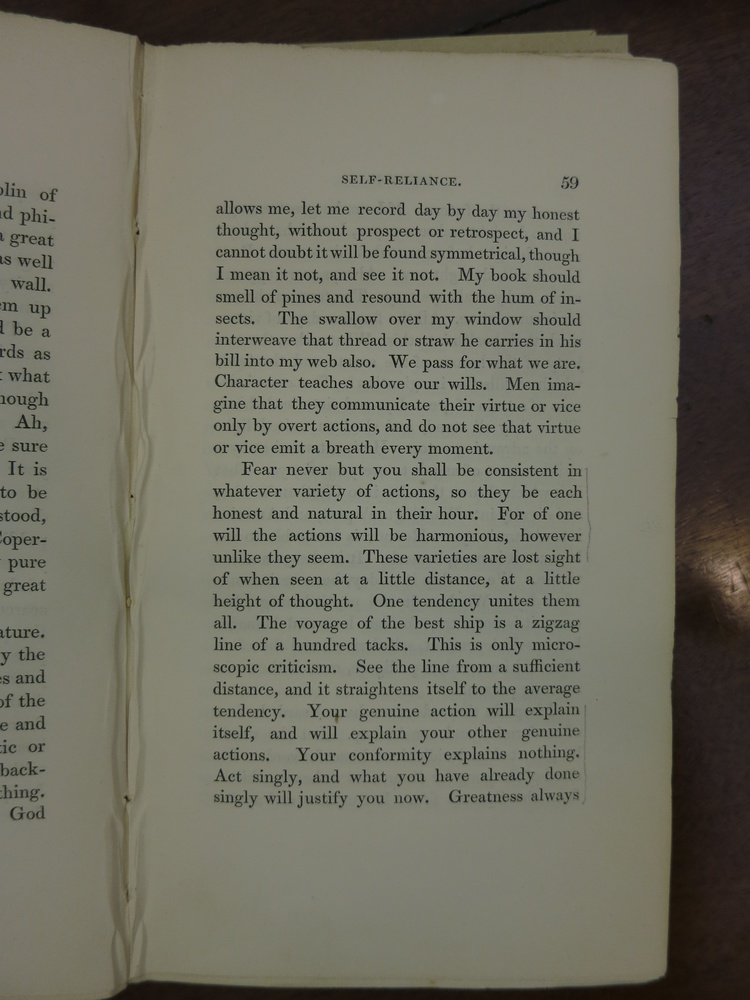 olin of
nd phi-
a great
as well
wall.
em up
d be a
rds as
what
hough
Ah,
e sure
It is
to be
stood,
Coper-
pure
great
ature.
y the
es and
of the
e and
tic or
back-
thing.
God
SELF-RELIANCE. 59
allows me, let me record day by day my honest
thought, without prospect or retrospect, and I
cannot doubt it will be found symmetrical, though
I mean it not, and see it not. My book should
smell of pines and resound with the hum of in-
sects. The swallow over my window should
interweave that thread or straw he carries in his
bill into my web also. We pass for what we are.
Character teaches above our wills. Men ima-
gine that they communicate their virtue or vice
only by overt actions, and do not see that virtue
or vice emit a breath every moment.
Fear never but you shall be consistent in
whatever variety of actions, so they be each
honest and natural in their hour. For of one
will the actions will be harmonious, however
unlike they seem. These varieties are lost sight
of when seen at a little distance, at a little
height of thought. One tendency unites them
all. The voyage of the best ship is a zigzag
line of a hundred tacks. This is only micro-
scopic criticism. See the line from a sufficient
distance, and it straightens itself to the average
tendency. Your genuine action will explain
itself, and will explain your other genuine
actions. Your conformity explains nothing.
Act singly, and what you have already done
singly will justify you now. Greatness always